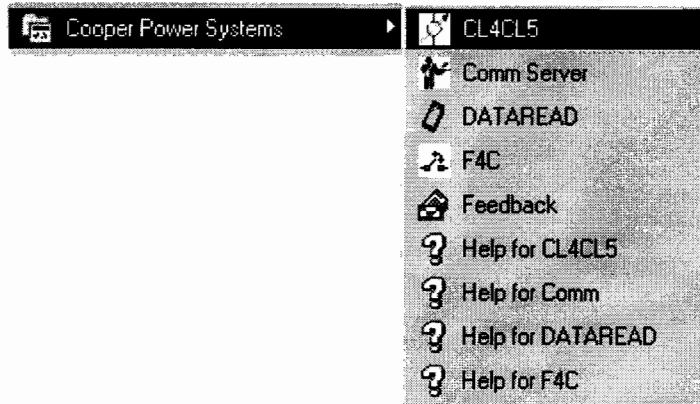 Cooper Power Systems
CL4CL5
Comm Server
DATAREAD
F4C
Feedback
Help for CL4CL5
Help for Comm
Help for DATAREAD
Help for F4C